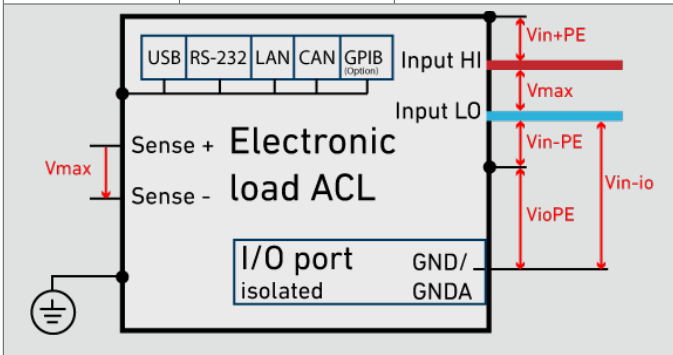 Vin+PE
USB RS-232 LAN CAN GPIB
(Option)
Input HI
Vmax
Input LO
Sense + Electronic
Vin-PE
Vmax
Sense - load ACL
Vin-io
VioPE
I/O port GND/
isolated GNDA